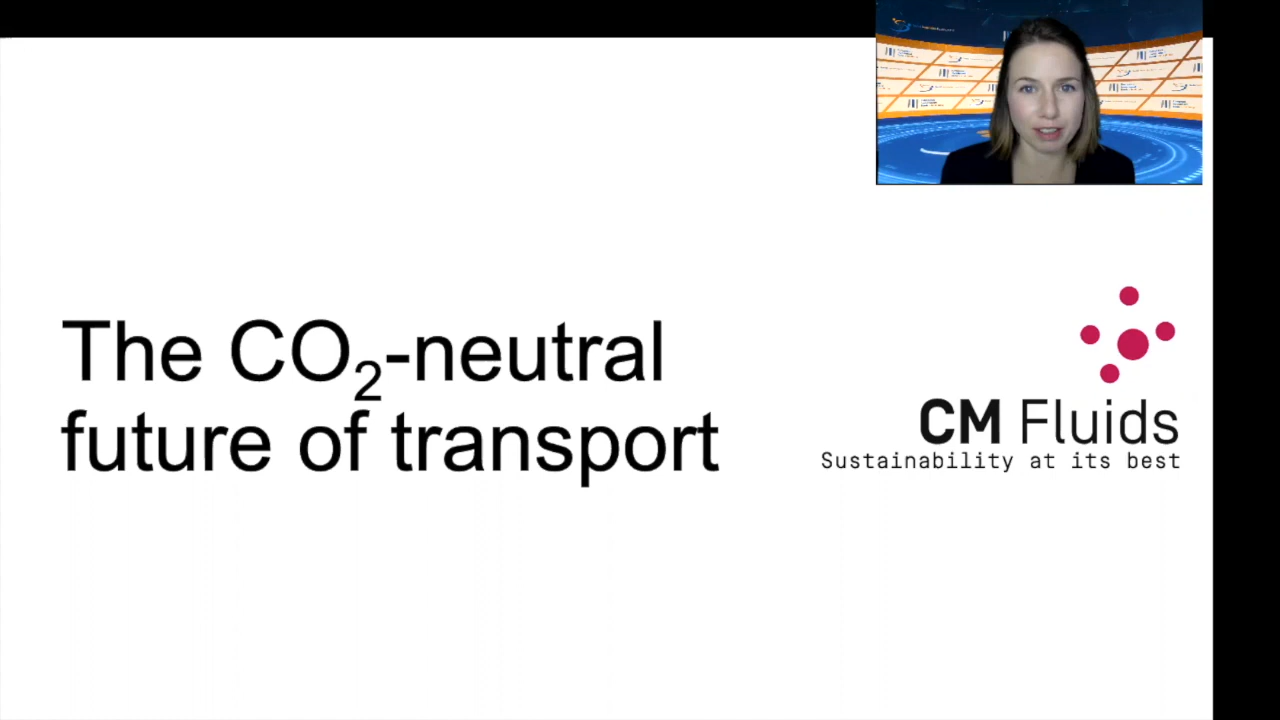 The CO₂-neutral
future of transport
CM Fluids
Sustainability at its best